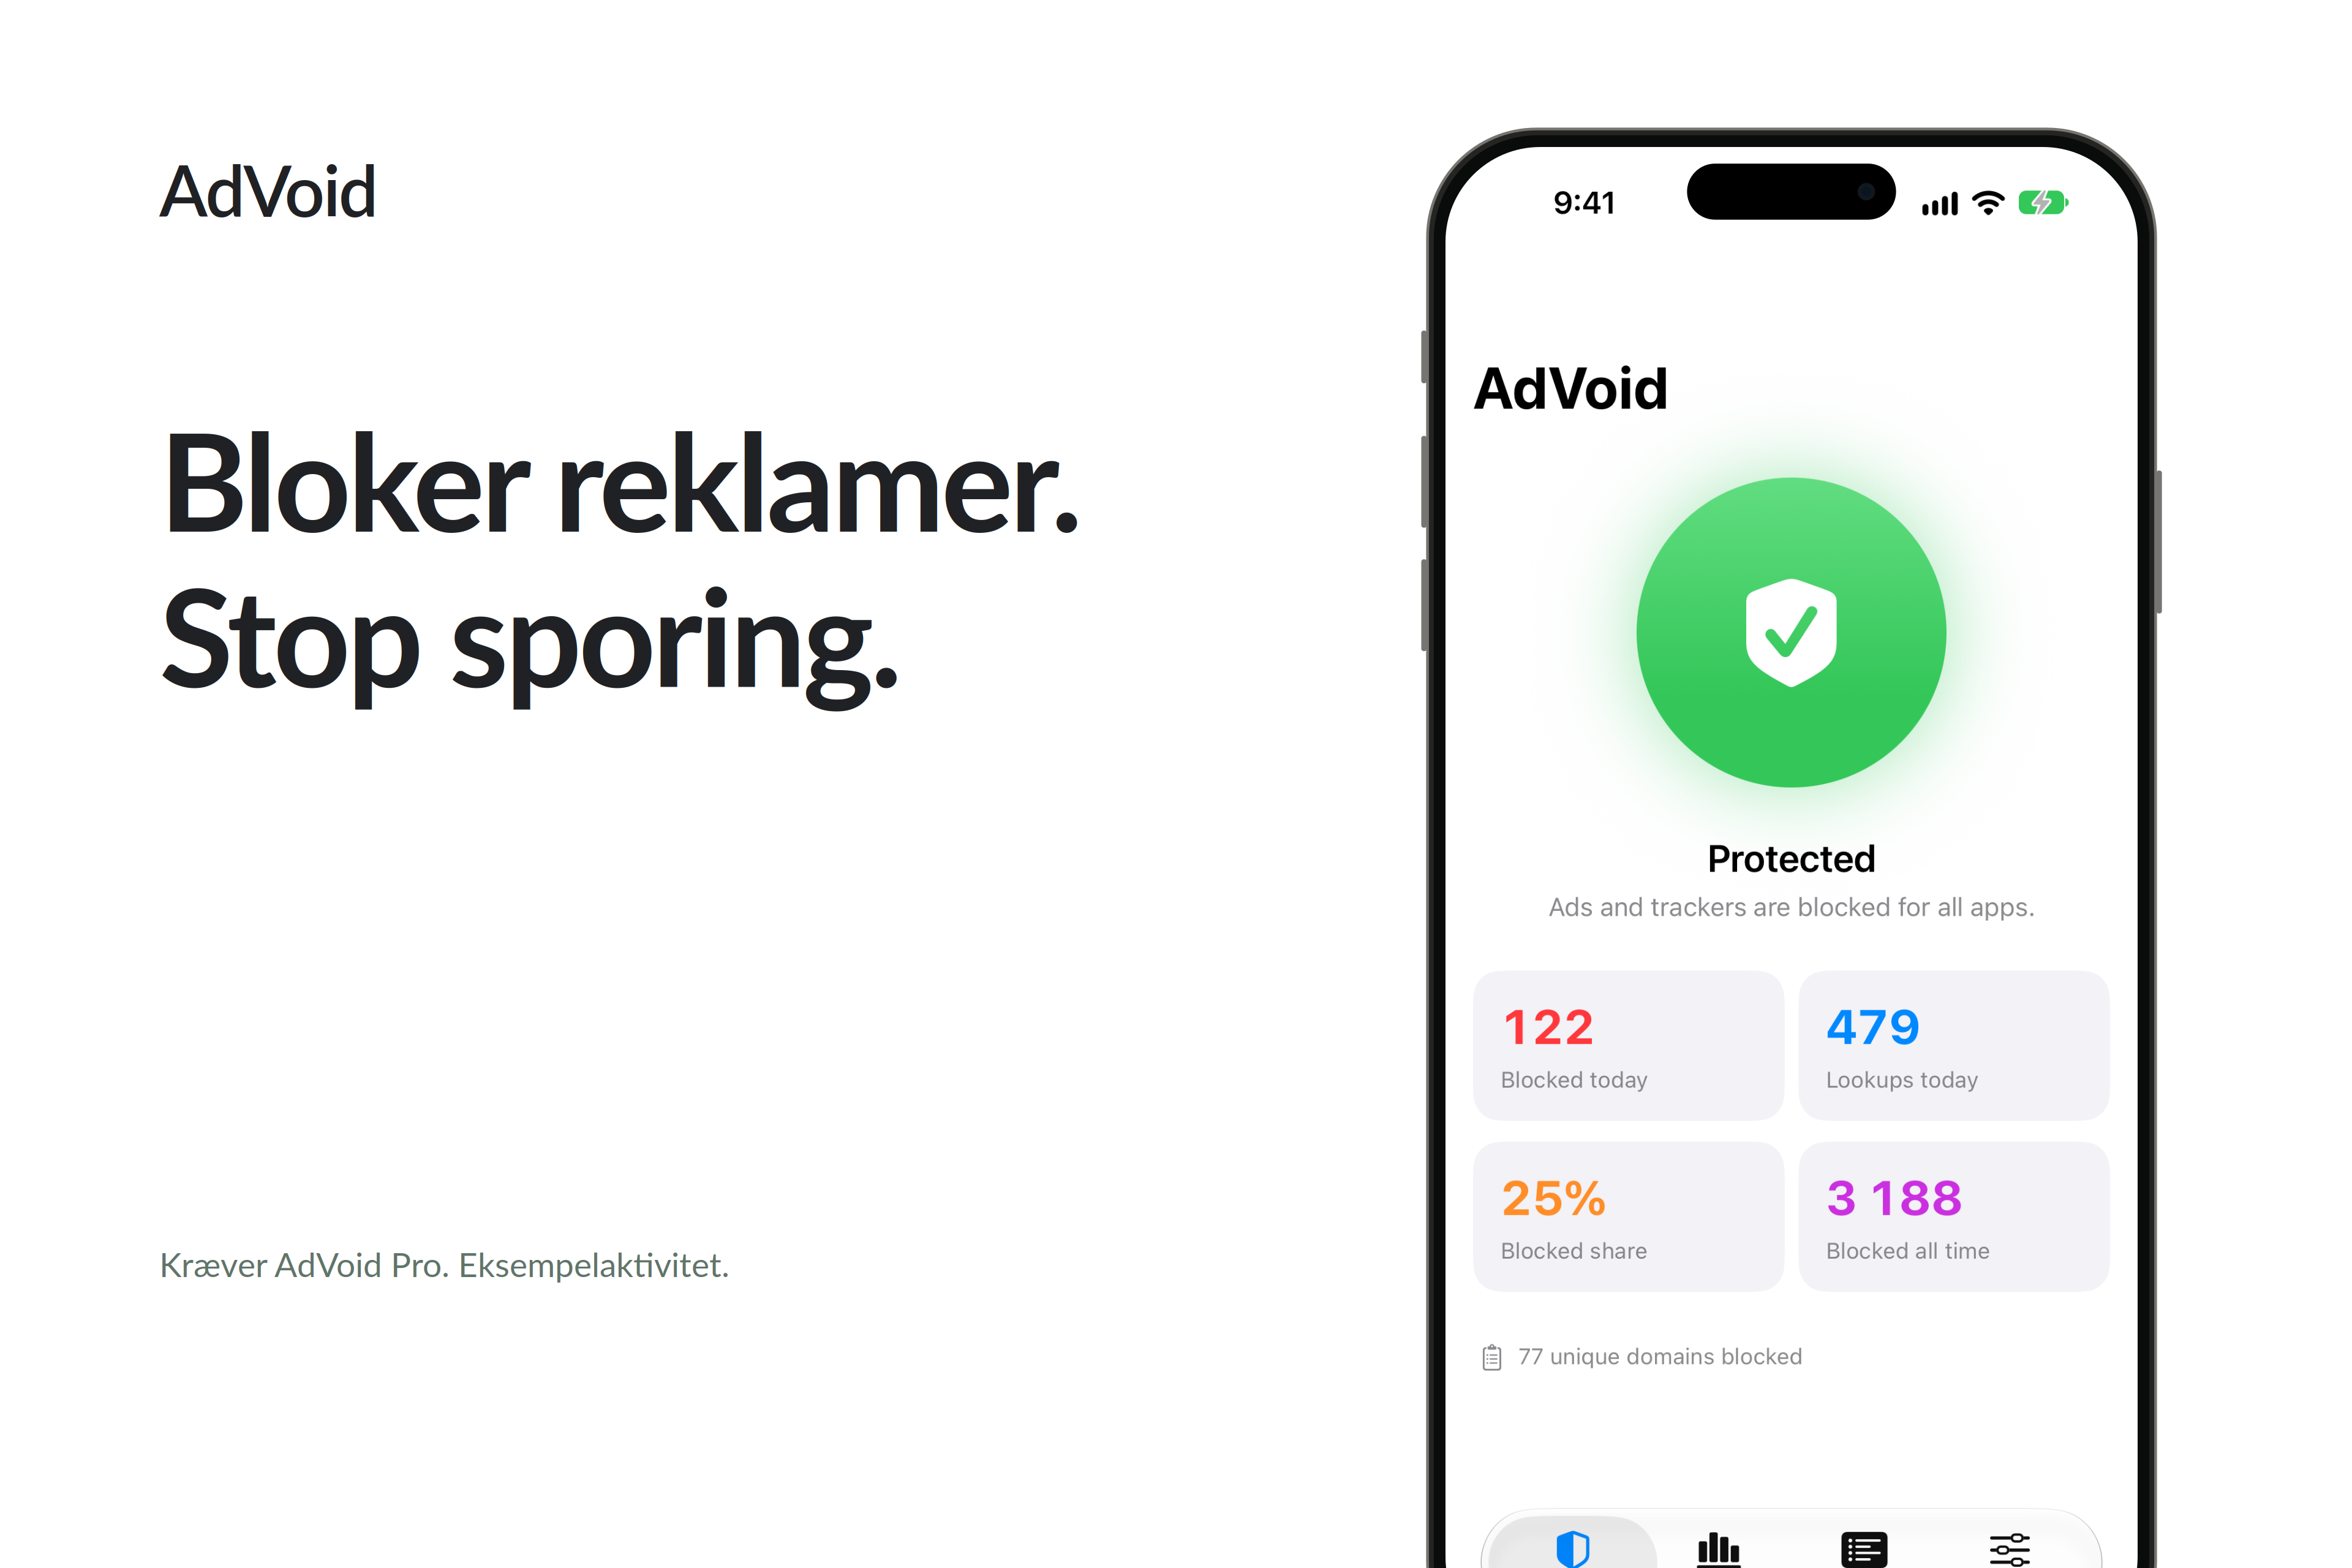 AdVoid
Bloker reklamer.
Stop sporing.
Kræver AdVoid Pro. Eksempelaktivitet.
9:41
AdVoid
Protected
Ads and trackers are blocked for all apps.
122
Blocked today
479
Lookups today
25%
Blocked share
3 188
Blocked all time
77 unique domains blocked